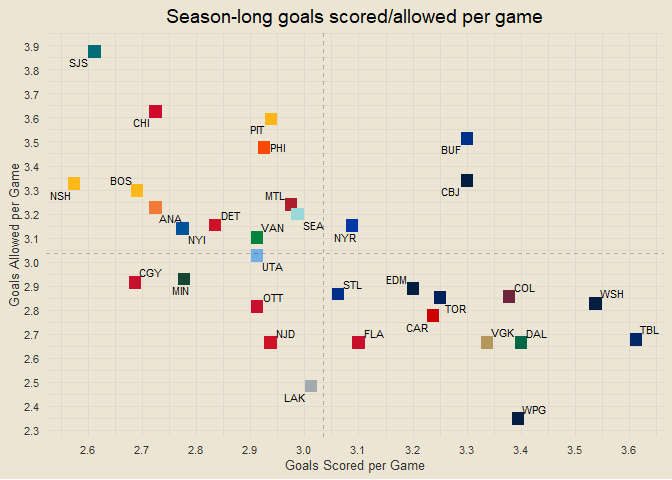 Season-long goals scored/allowed per game
Goals Allowed per Game
3.9
3.8
3.7
3.6
3.5
3.4
3.3
3.2
3.1
3.0
2.9
2.8
2.7
2.6
2.5
2.4
2.3
SJS
CHI
PIT
PHI
BUF
CBJ
BOS
NSH
MTL
ANA
DET
SEA
VAN
NYI
NYR
UTA
CGY
MIN
EDM
STL
OTT
COL
WSH
TOR
CAR
NJD
FLA
VGK
DAL
TBL
LAK
WPG
2.6 2.7 2.8 2.9 3.0 3.1 3.2 3.3 3.4 3.5 3.6
Goals Scored per Game